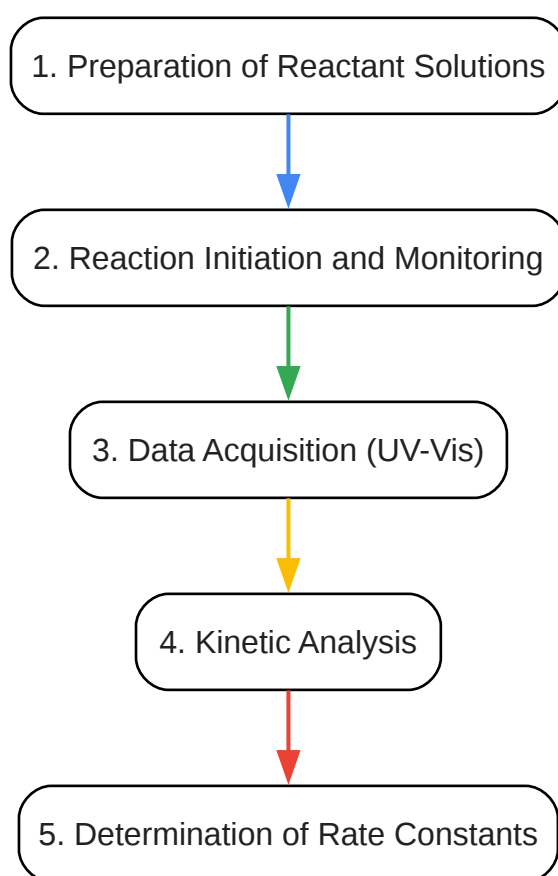 1. Preparation of Reactant Solutions
2. Reaction Initiation and Monitoring
3. Data Acquisition (UV-Vis)
4. Kinetic Analysis
5. Determination of Rate Constants